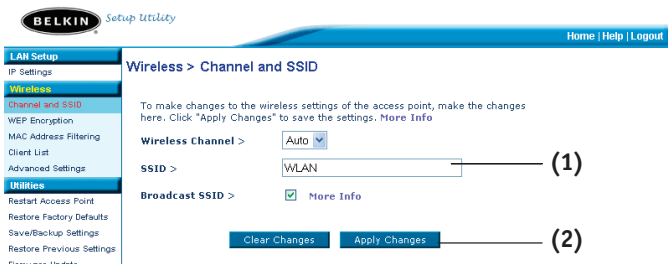 BELKIN Setup Utility
Home | Help | Logout
LAN Setup
IP Settings
Wireless
Channel and SSID
WEP Encryption
MAC Address Filtering
Client List
Advanced Settings
Utilities
Restart Access Point
Restore Factory Defaults
Save/Backup Settings
Restore Previous Settings
Wireless > Channel and SSID
To make changes to the wireless settings of the access point, make the changes
here. Click "Apply Changes" to save the settings. More Info
Wireless Channel > Auto
SSID > WLAN (1)
Broadcast SSID > More Info
Clear Changes Apply Changes (2)